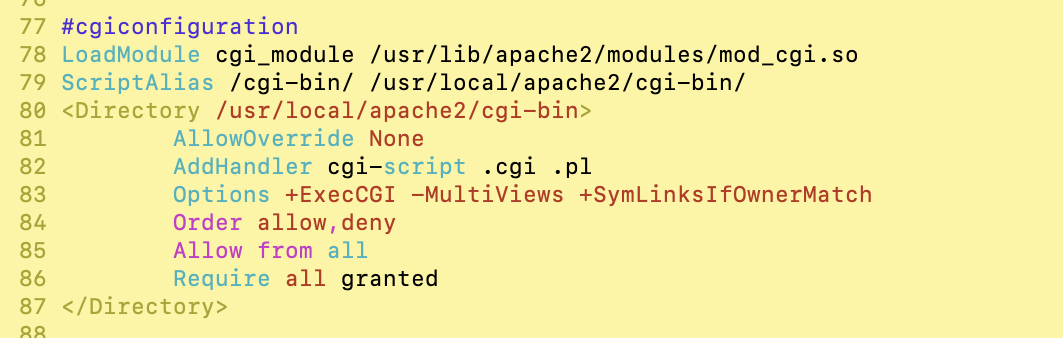 77 #cgiconfiguration
78 LoadModule cgi_module /usr/lib/apache2/modules/mod_cgi.so
79 ScriptAlias /cgi-bin/ /usr/local/apache2/cgi-bin/
80 <Directory /usr/local/apache2/cgi-bin>
81         AllowOverride None
82         AddHandler cgi-script .cgi .pl
83         Options +ExecCGI -MultiViews +SymLinksIfOwnerMatch
84         Order allow,deny
85         Allow from all
86         Require all granted
87 </Directory>
88